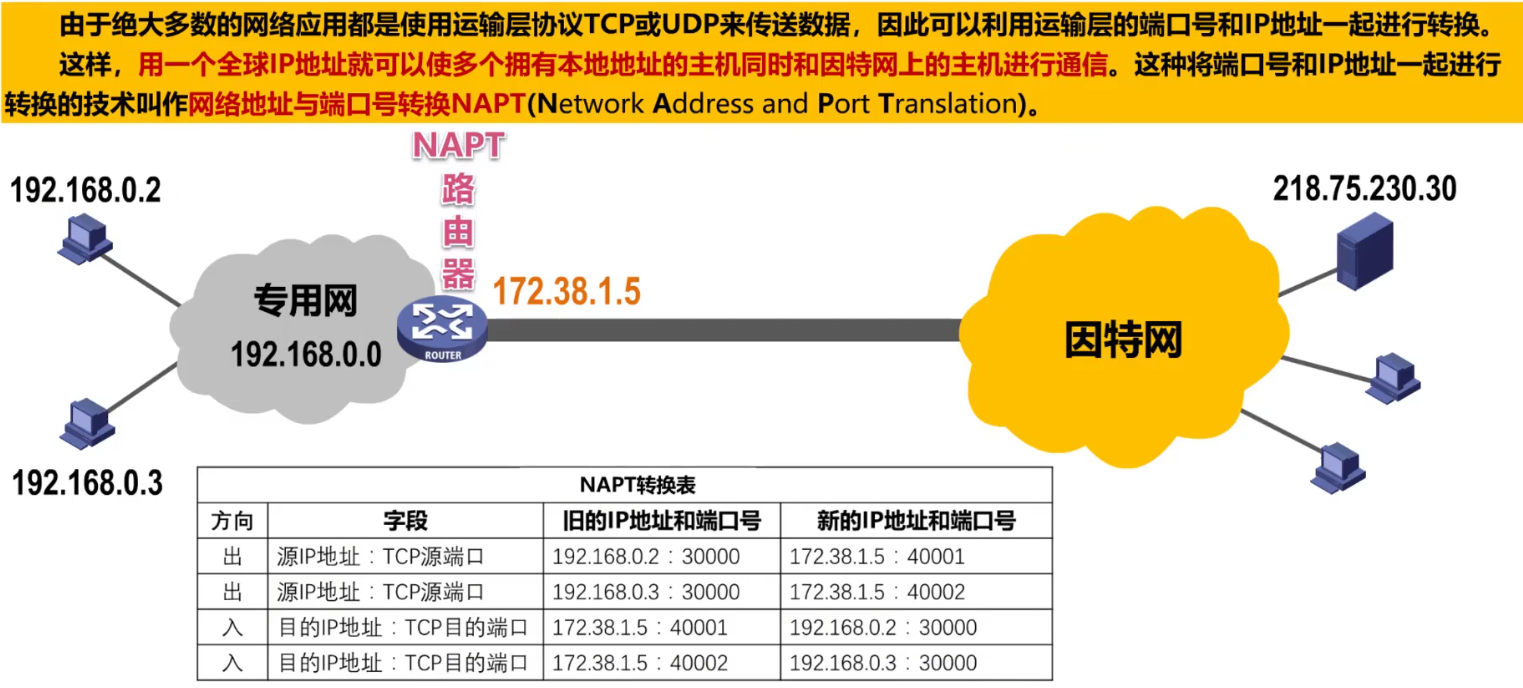 由于绝大多数的网络应用都是使用运输层协议TCP或UDP来传送数据，因此可以利用运输层的端口号和IP地址一起进行转换。
这样，用一个全球IP地址就可以使多个拥有本地地址的主机同时和因特网上的主机进行通信。这种将端口号和IP地址一起进行
转换的技术叫作网络地址与端口号转换NAPT(Network Address and Port Translation)。
NAPT
路
由
器
192.168.0.2
218.75.230.30
172.38.1.5
专用网
192.168.0.0
ROUTER
因特网
192.168.0.3
NAPT转换表
方向 字段 旧的IP地址和端口号 新的IP地址和端口号
出 源IP地址：TCP源端口 192.168.0.2：30000 172.38.1.5：40001
出 源IP地址：TCP源端口 192.168.0.3：30000 172.38.1.5：40002
入 目的IP地址：TCP目的端口 172.38.1.5：40001 192.168.0.2：30000
入 目的IP地址：TCP目的端口 172.38.1.5：40002 192.168.0.3：30000